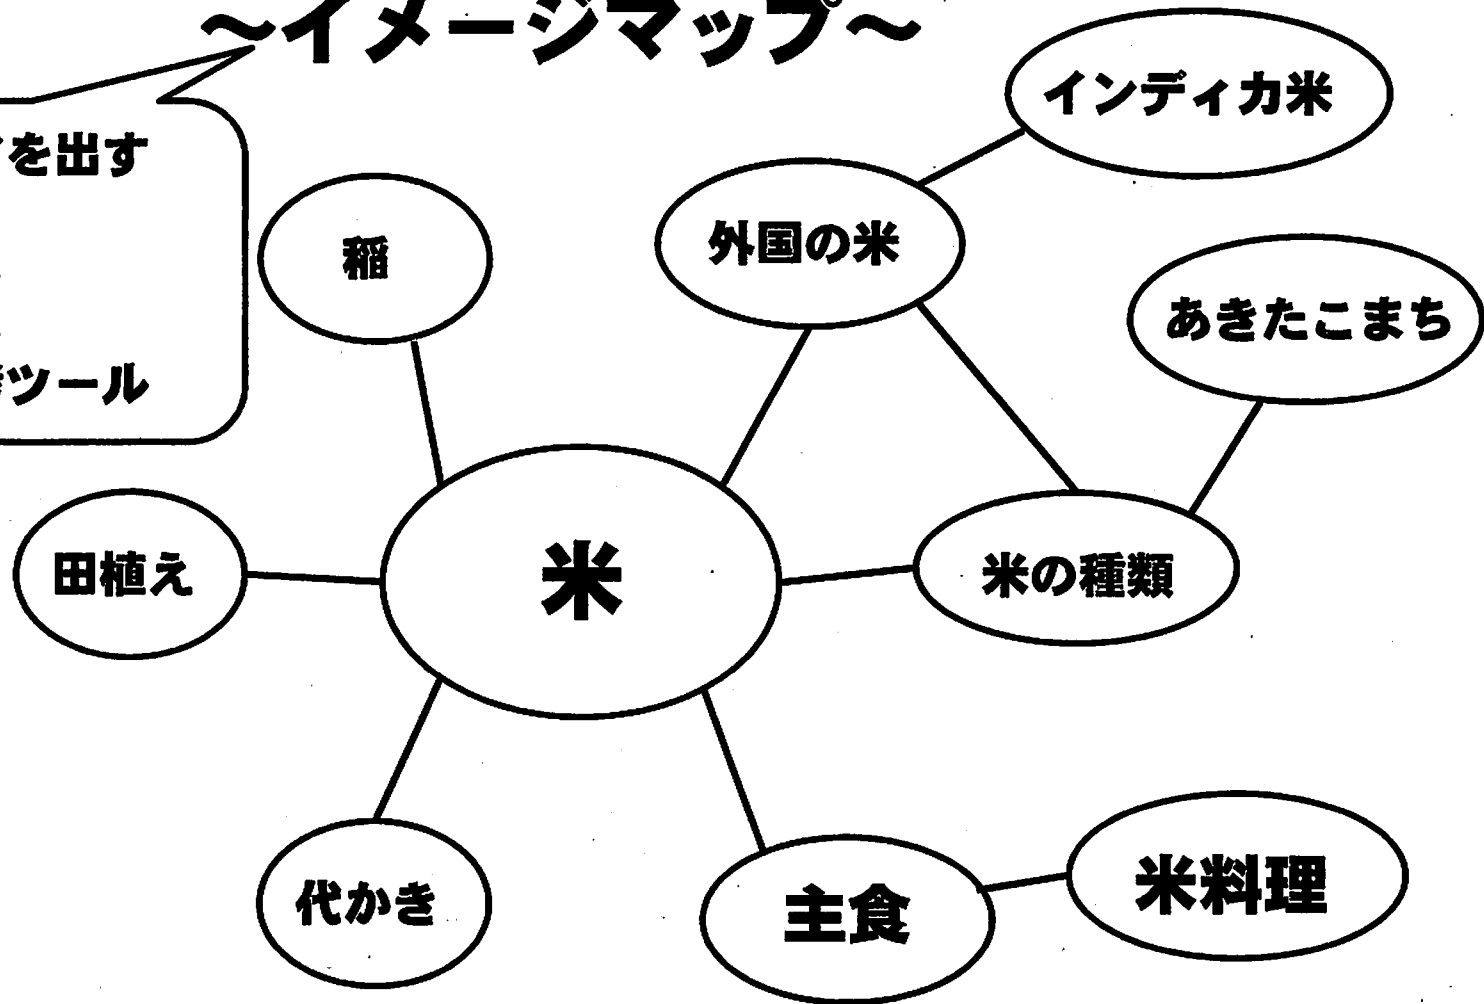 〜イメージマップ〜
を出す
ツール
インディカ米
外国の米
稲
あきたこまち
田植え
米
米の種類
代かき
主食
米料理